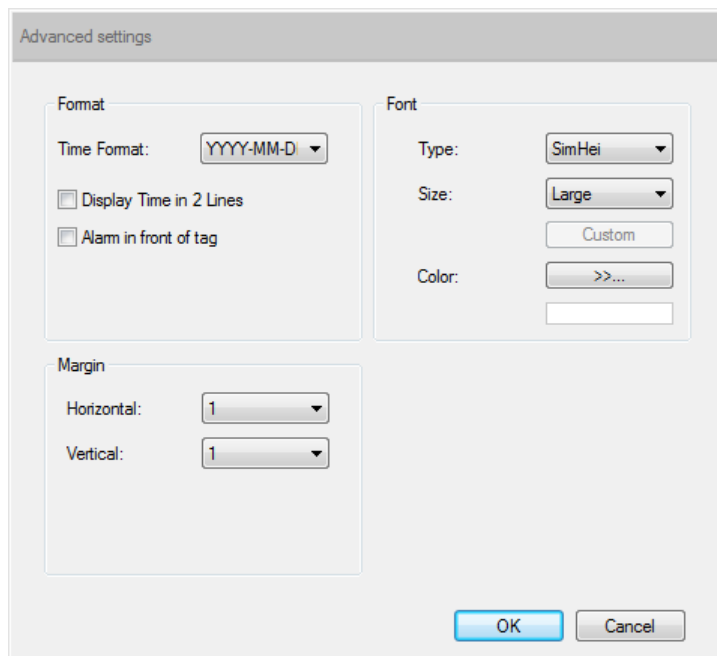 Advanced settings
Format
Time Format: YYYY-MM-D
Display Time in 2 Lines
Alarm in front of tag
Font
Type: SimHei
Size: Large
Custom
Color: >>...
Margin
Horizontal: 1
Vertical: 1
OK Cancel